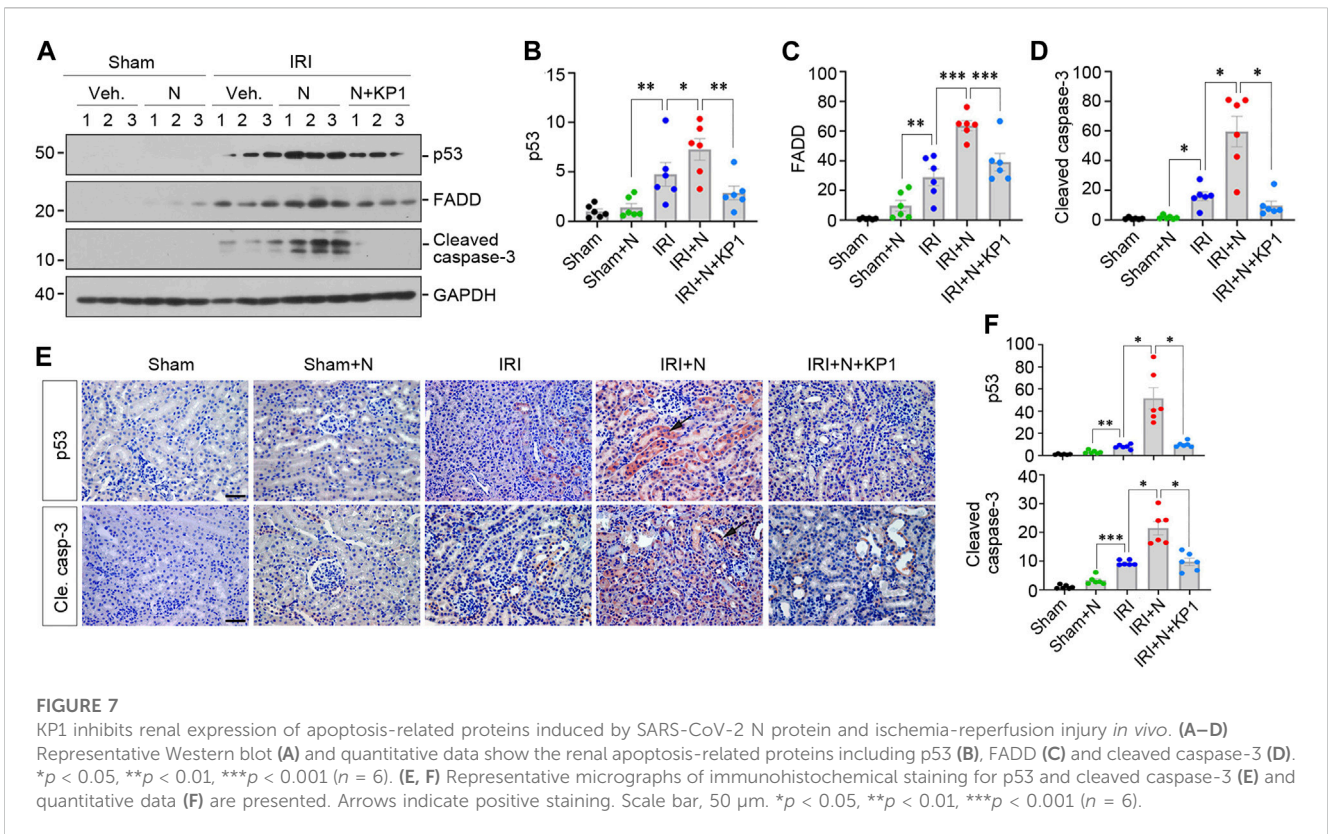 A
Sham
IRI
Veh.
N
Veh.
N
N+KP1
1 2 3 1 2 3 1 2 3 1 2 3 1 2 3
50
p53
20
FADD
10
Cleaved
caspase-3
40
GAPDH
B
p53
15
10
5
0
**
*
**
Sham
Sham+N
IRI
IRI+N
IRI+N+KP1
C
FADD
100
80
60
40
20
0
**
***
***
Sham
Sham+N
IRI
IRI+N
IRI+N+KP1
D
Cleaved caspase-3
100
80
60
40
20
0
*
*
*
Sham
Sham+N
IRI
IRI+N
IRI+N+KP1
E
Sham
Sham+N
IRI
IRI+N
IRI+N+KP1
p53
Cle. casp-3
F
p53
100
80
60
40
20
0
**
*
*
Cleaved
caspase-3
40
30
20
10
0
***
*
*
Sham
Sham+N
IRI
IRI+N
IRI+N+KP1
FIGURE 7
KP1 inhibits renal expression of apoptosis-related proteins induced by SARS-CoV-2 N protein and ischemia-reperfusion injury in vivo. (A–D)
Representative Western blot (A) and quantitative data show the renal apoptosis-related proteins including p53 (B), FADD (C) and cleaved caspase-3 (D).
*p < 0.05, **p < 0.01, ***p < 0.001 (n = 6). (E, F) Representative micrographs of immunohistochemical staining for p53 and cleaved caspase-3 (E) and
quantitative data (F) are presented. Arrows indicate positive staining. Scale bar, 50 μm. *p < 0.05, **p < 0.01, ***p < 0.001 (n = 6).